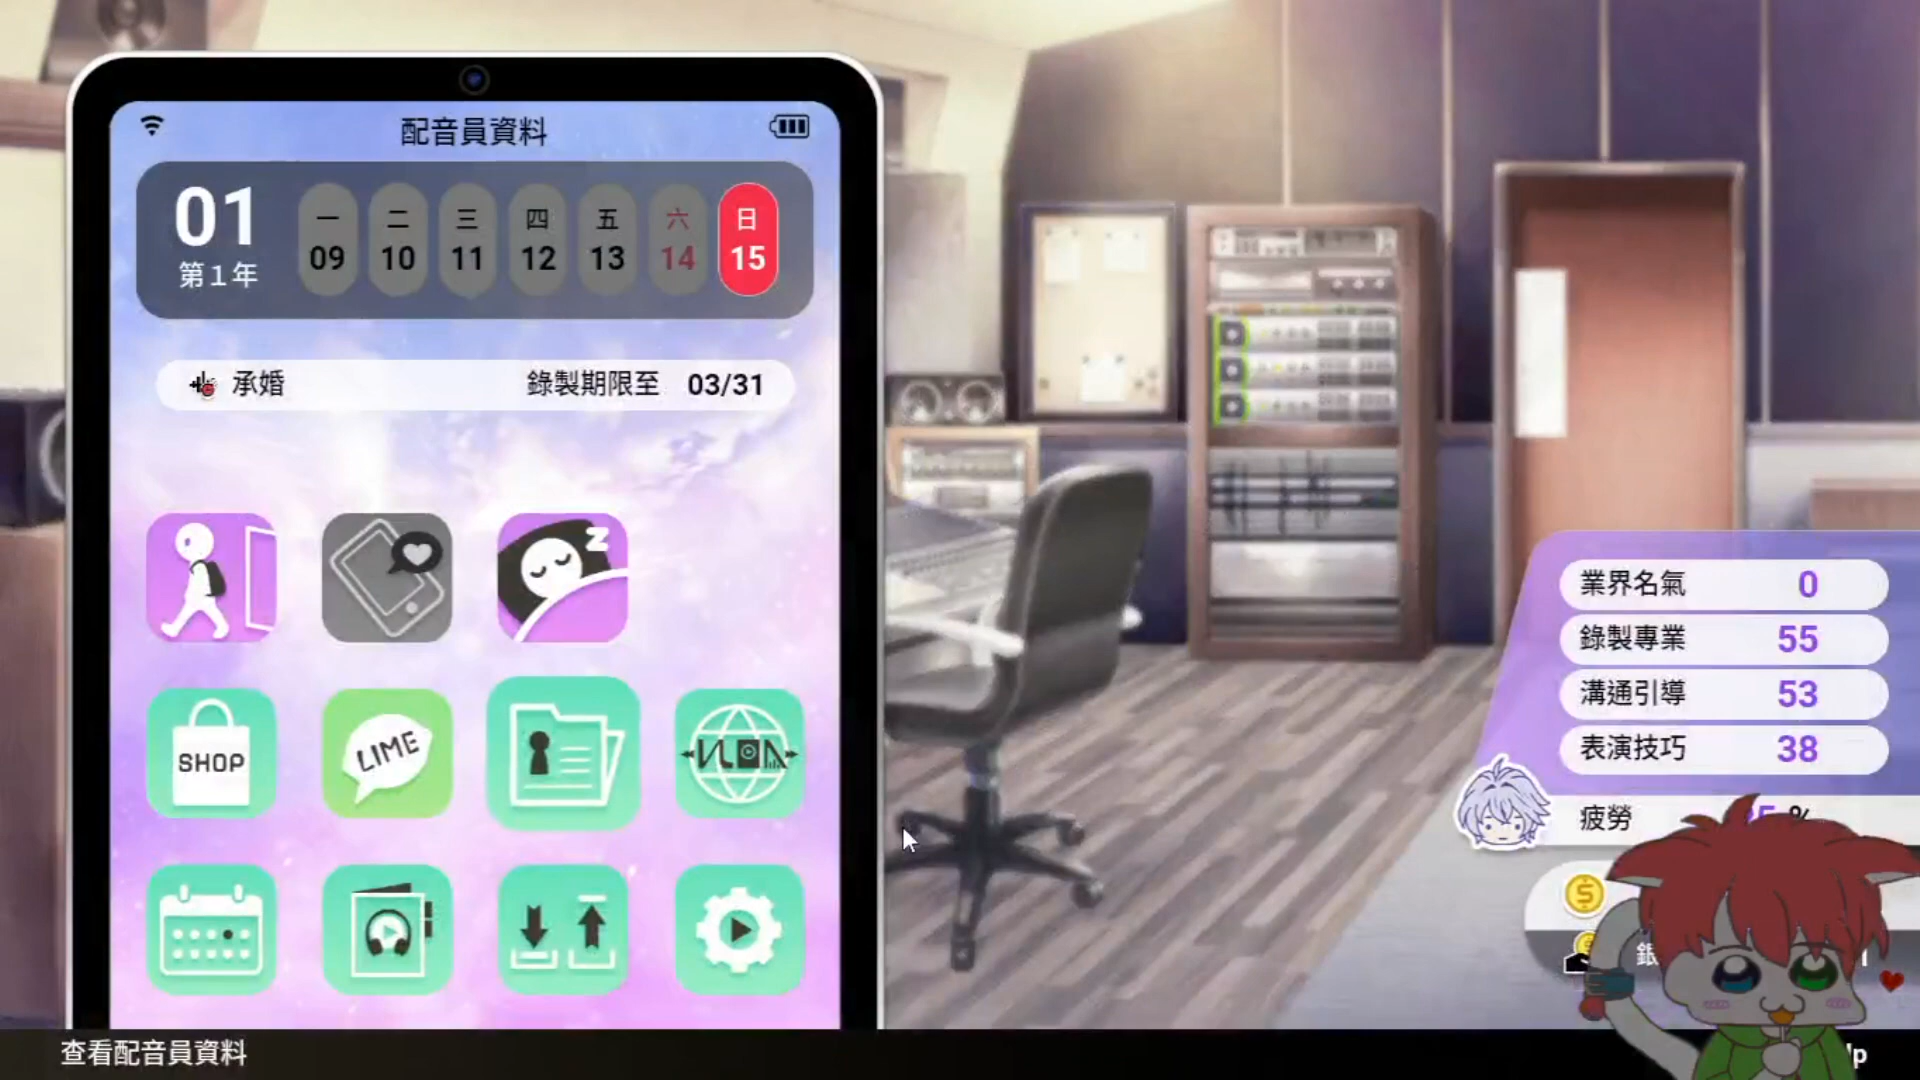 配音員資料
01
第1年
一 二 三 四 五 六 日
09 10 11 12 13 14 15
承婚 錄製期限至 03/31
Z
SHOP
LIME
業界名氣 0
錄製專業 55
溝通引導 53
表演技巧 38
疲勞 %
查看配音員資料